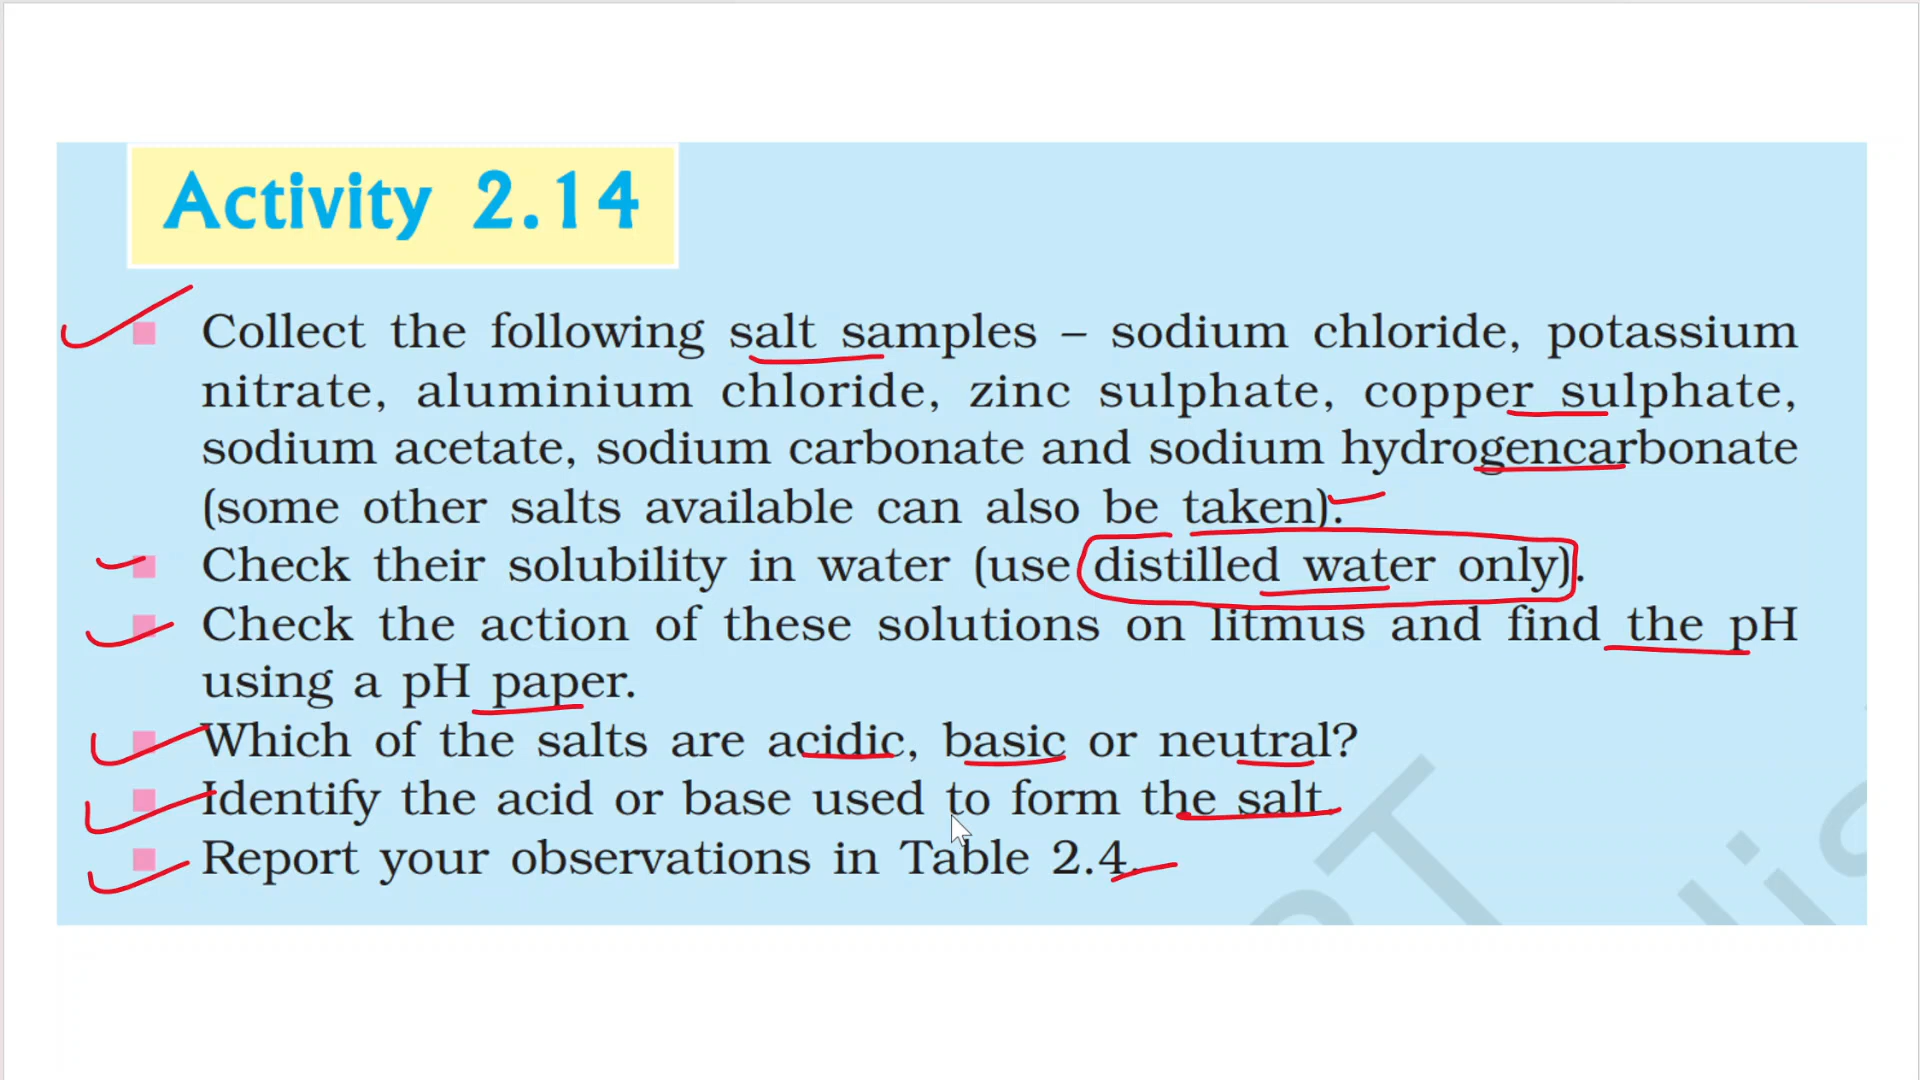 Activity 2.14
Collect the following salt samples – sodium chloride, potassium
nitrate, aluminium chloride, zinc sulphate, copper sulphate,
sodium acetate, sodium carbonate and sodium hydrogencarbonate
(some other salts available can also be taken).
Check their solubility in water (use distilled water only).
Check the action of these solutions on litmus and find the pH
using a pH paper.
Which of the salts are acidic, basic or neutral?
Identify the acid or base used to form the salt.
Report your observations in Table 2.4.